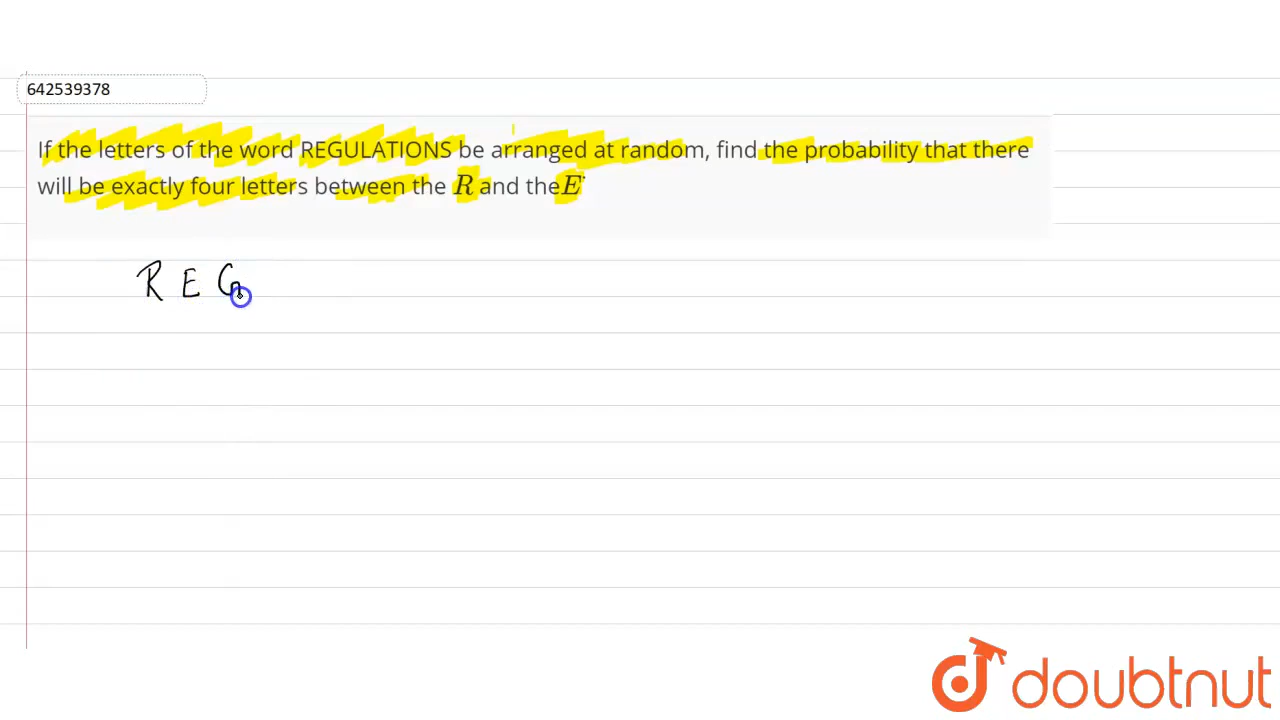 642539378
If the letters of the word REGULATIONS be arranged at random, find the probability that there
will be exactly four letters between the R and the E
R E G
doubtnut